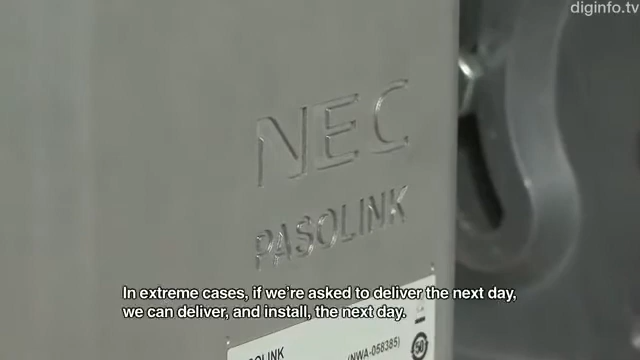 diginfo.tv
NEC
PASOLINK
In extreme cases, if we're asked to deliver the next day,
we can deliver, and install, the next day.
(NWA-058385)
50